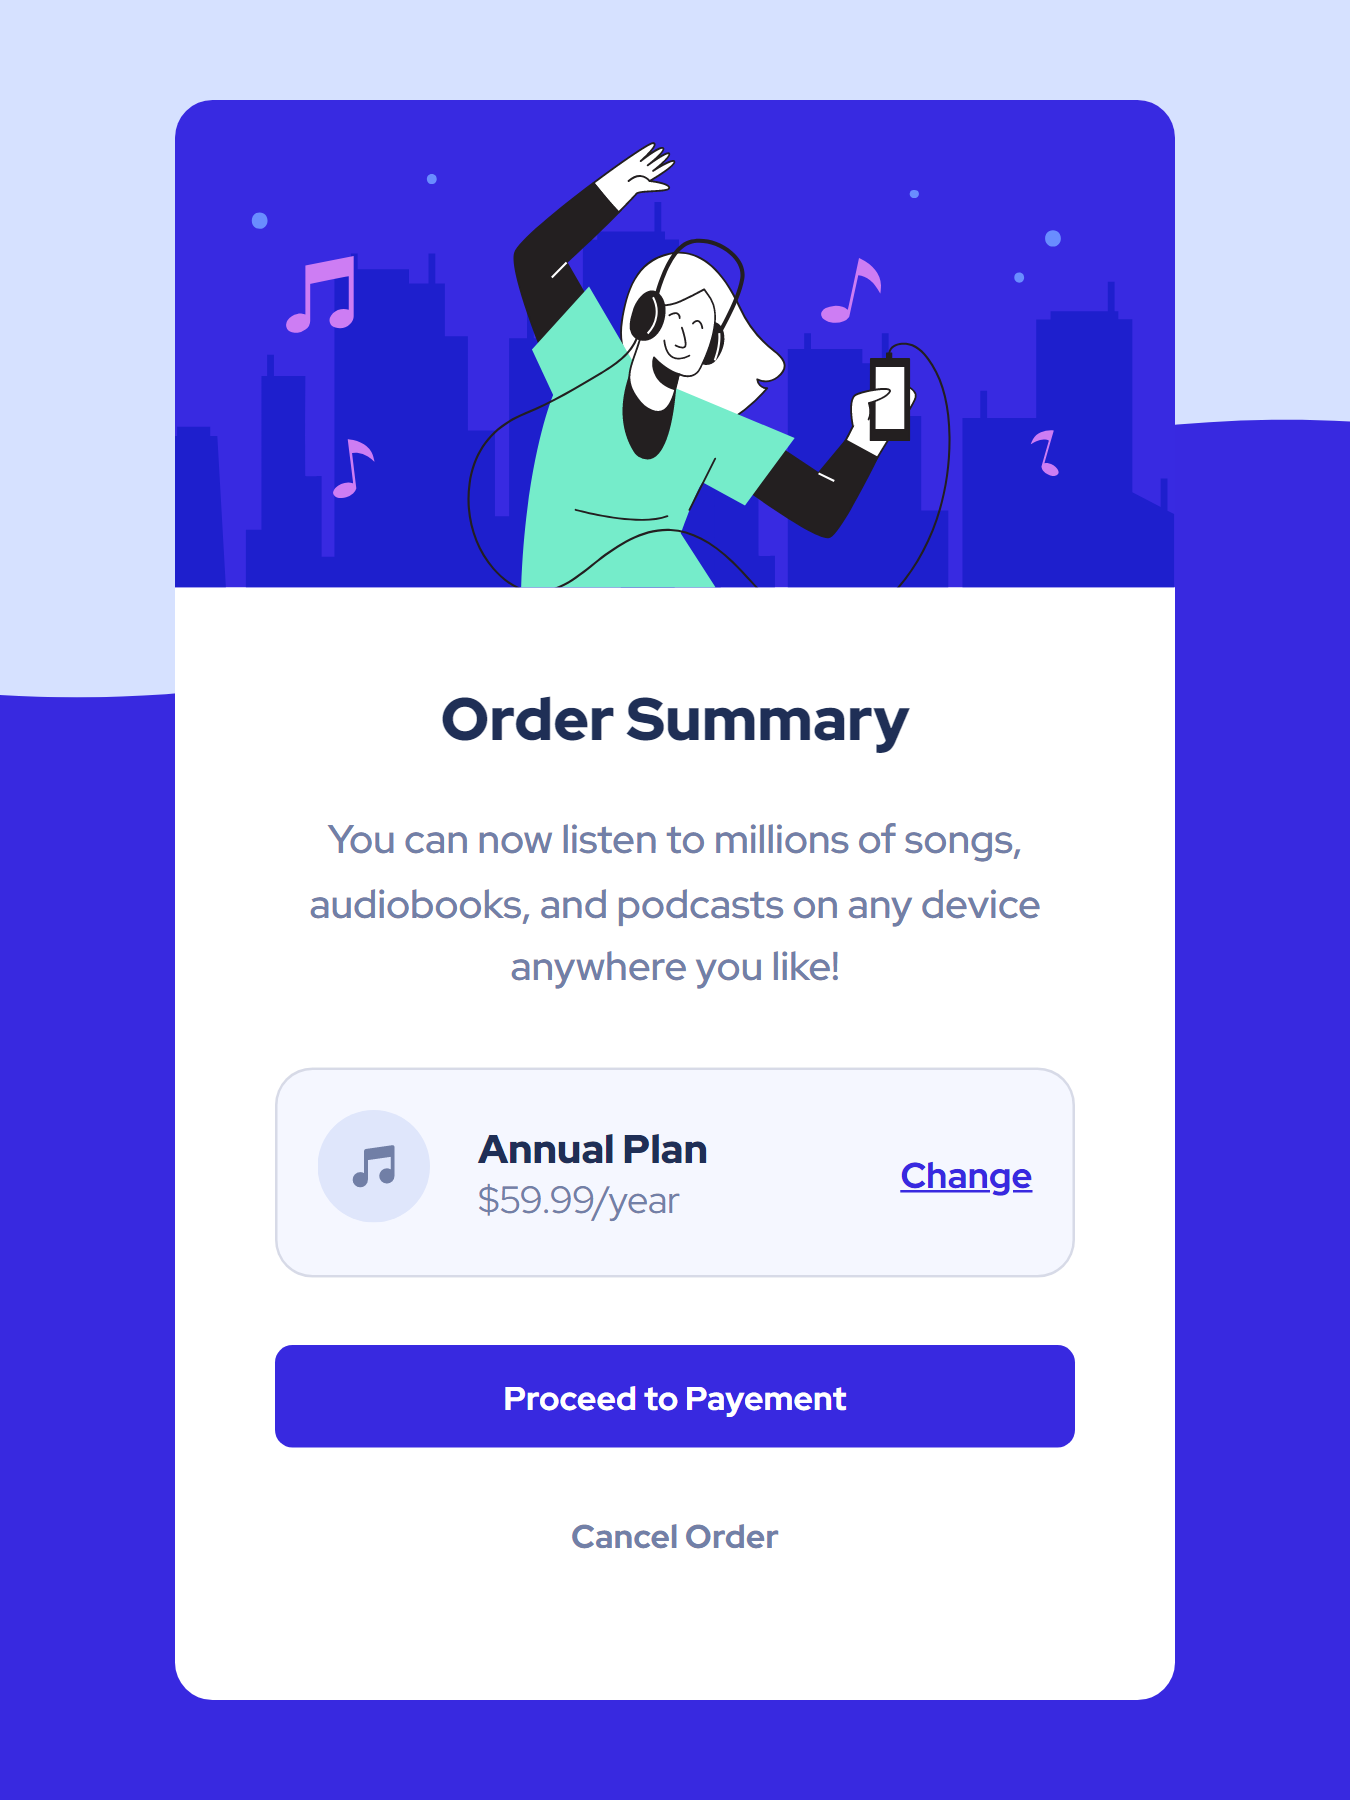 Order Summary
You can now listen to millions of songs,
audiobooks, and podcasts on any device
anywhere you like!
Annual Plan
$59.99/year
Change
Proceed to Payement
Cancel Order